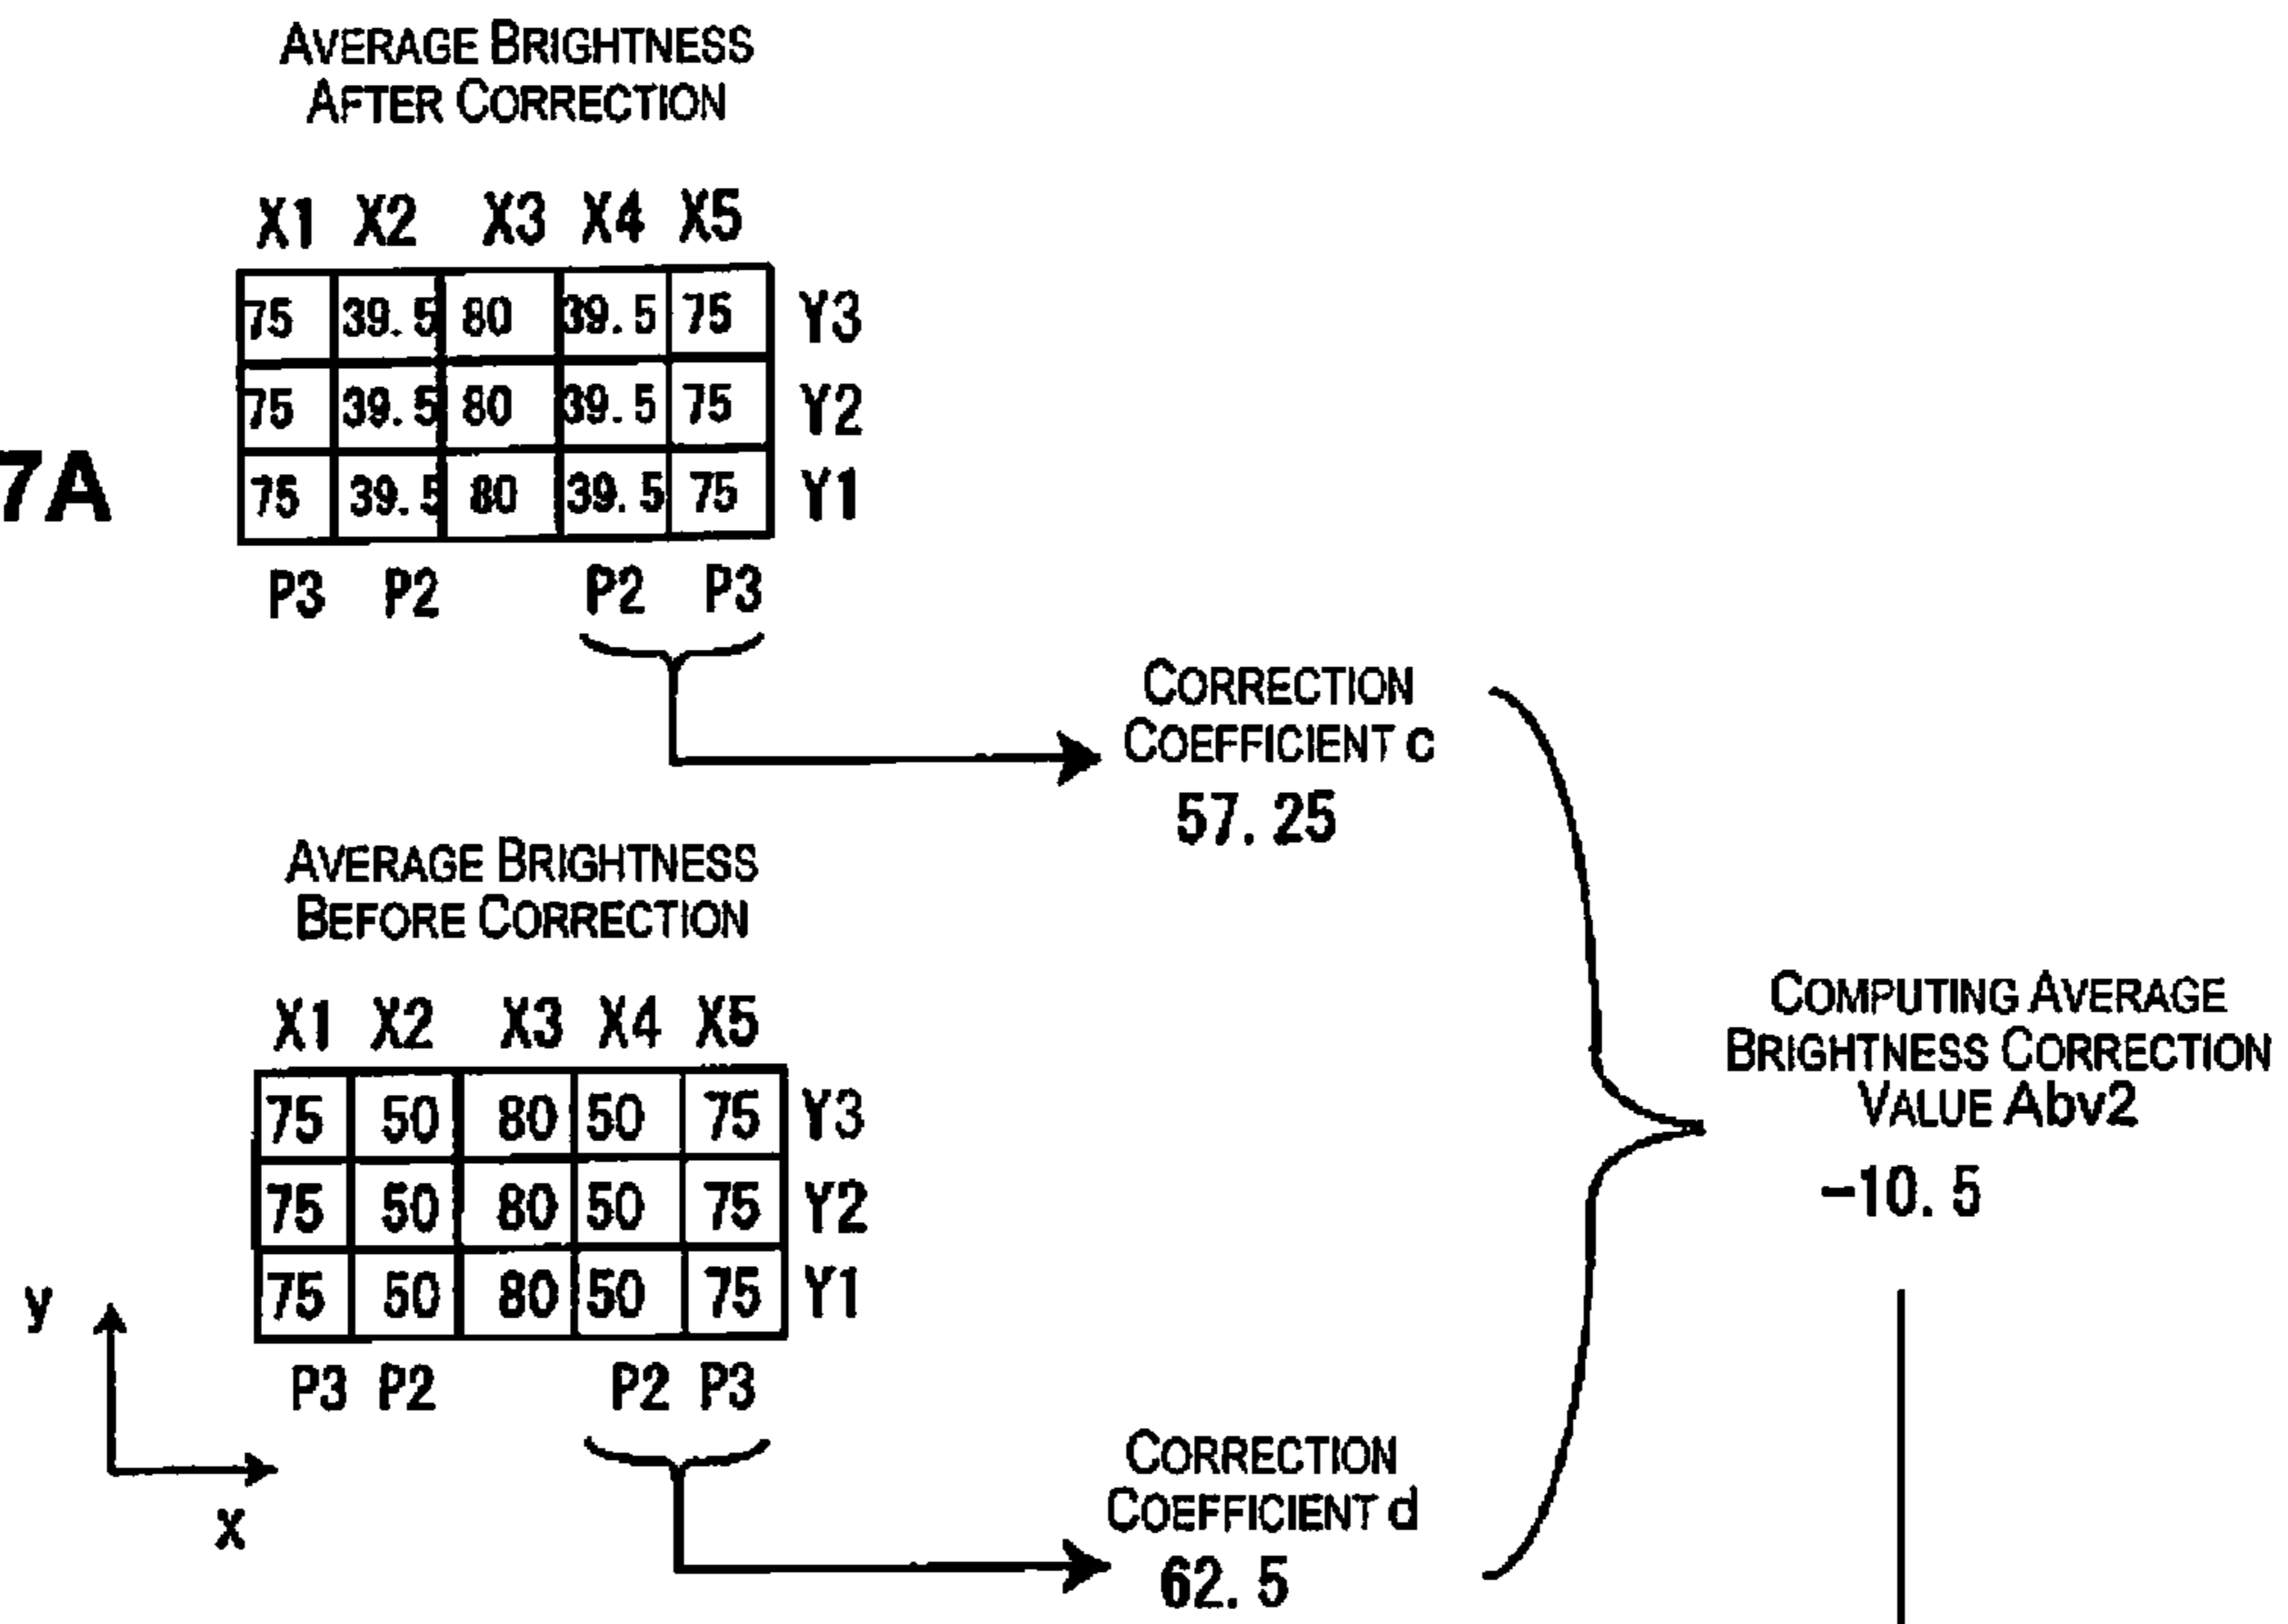 AVERAGE BRIGHTNESS
AFTER CORRECTION
X1 X2 X3 X4 X5
75 39.5 80 39.5 75 Y3
75 39.5 80 39.5 75 Y2
7A
75 39.5 80 39.5 75 Y1
P3 P2 P2 P3
CORRECTION
COEFFICIENT c
57.25
AVERAGE BRIGHTNESS
BEFORE CORRECTION
X1 X2 X3 X4 X5
75 50 80 50 75 Y3
75 50 80 50 75 Y2
75 50 80 50 75 Y1
P3 P2 P2 P3
y
x
CORRECTION
COEFFICIENT d
62.5
COMPUTING AVERAGE
BRIGHTNESS CORRECTION
VALUE Abv2
-10.5